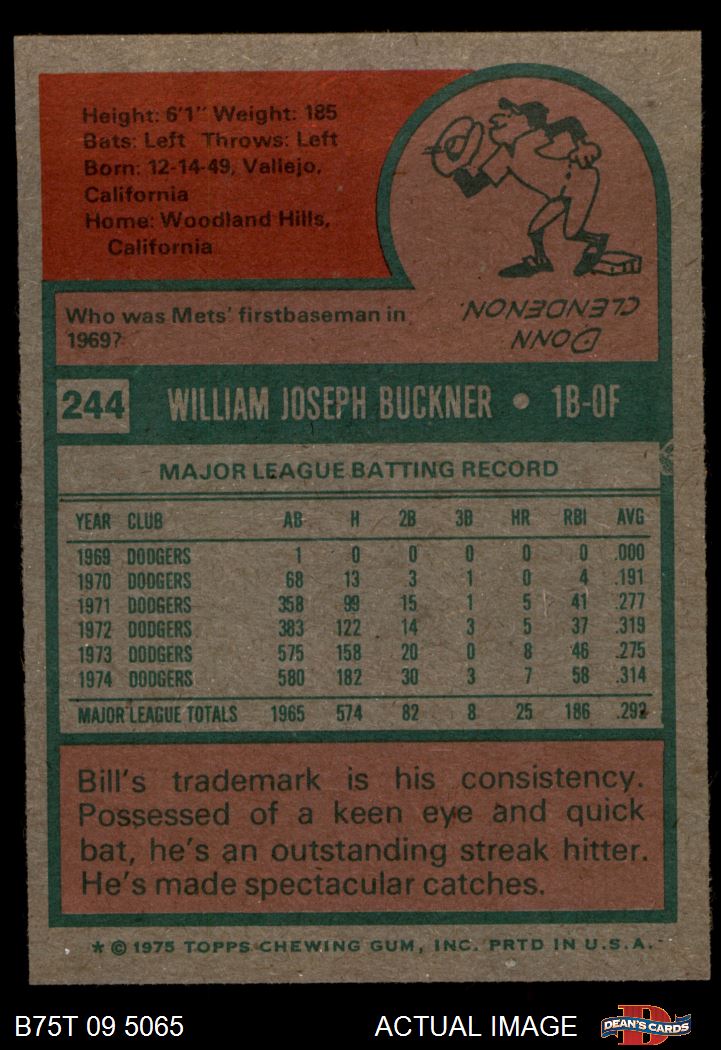 Height: 6'1" Weight: 185
Bats: Left Throws: Left
Born: 12-14-49, Vallejo,
California
Home: Woodland Hills,
California
Who was Mets' firstbaseman in
1969?
DONN
CLENDENON
244 WILLIAM JOSEPH BUCKNER • 1B-OF
MAJOR LEAGUE BATTING RECORD
YEAR CLUB AB H 2B 3B HR RBI AVG
1969 DODGERS 1 0 0 0 0 0 .000
1970 DODGERS 68 13 3 1 0 4 .191
1971 DODGERS 358 99 15 1 5 41 .277
1972 DODGERS 383 122 14 3 5 37 .319
1973 DODGERS 575 158 20 0 8 46 .275
1974 DODGERS 580 182 30 3 7 58 .314
MAJOR LEAGUE TOTALS 1965 574 82 8 25 186 .292
Bill's trademark is his consistency.
Possessed of a keen eye and quick
bat, he's an outstanding streak hitter.
He's made spectacular catches.
* © 1975 TOPPS CHEWING GUM, INC. PRTD IN U.S.A.
B75T 09 5065 ACTUAL IMAGE DEAN'S CARDS